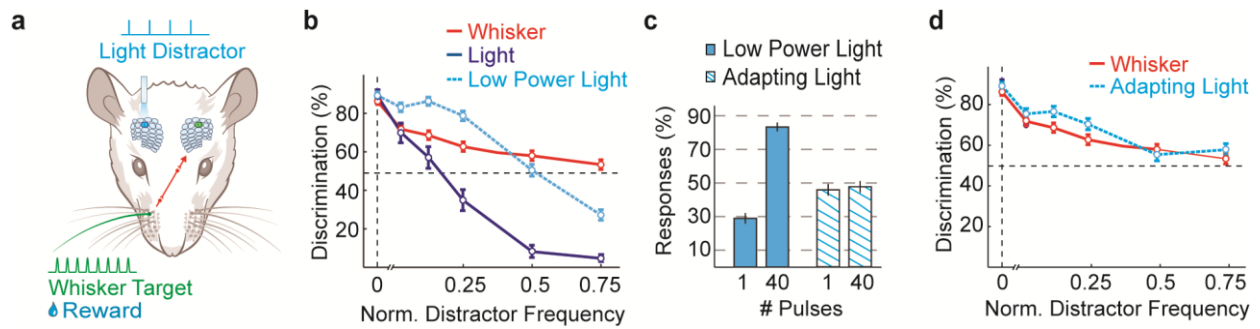 a
Light Distractor
Whisker Target
Reward
b
Whisker
Light
Low Power Light
Discrimination (%)
80
60
40
20
0
0.25
0.5
0.75
Norm. Distractor Frequency
c
Low Power Light
Adapting Light
Responses (%)
90
70
50
30
10
1
40
1
40
# Pulses
d
Whisker
Adapting Light
Discrimination (%)
80
60
40
20
0
0.25
0.5
0.75
Norm. Distractor Frequency